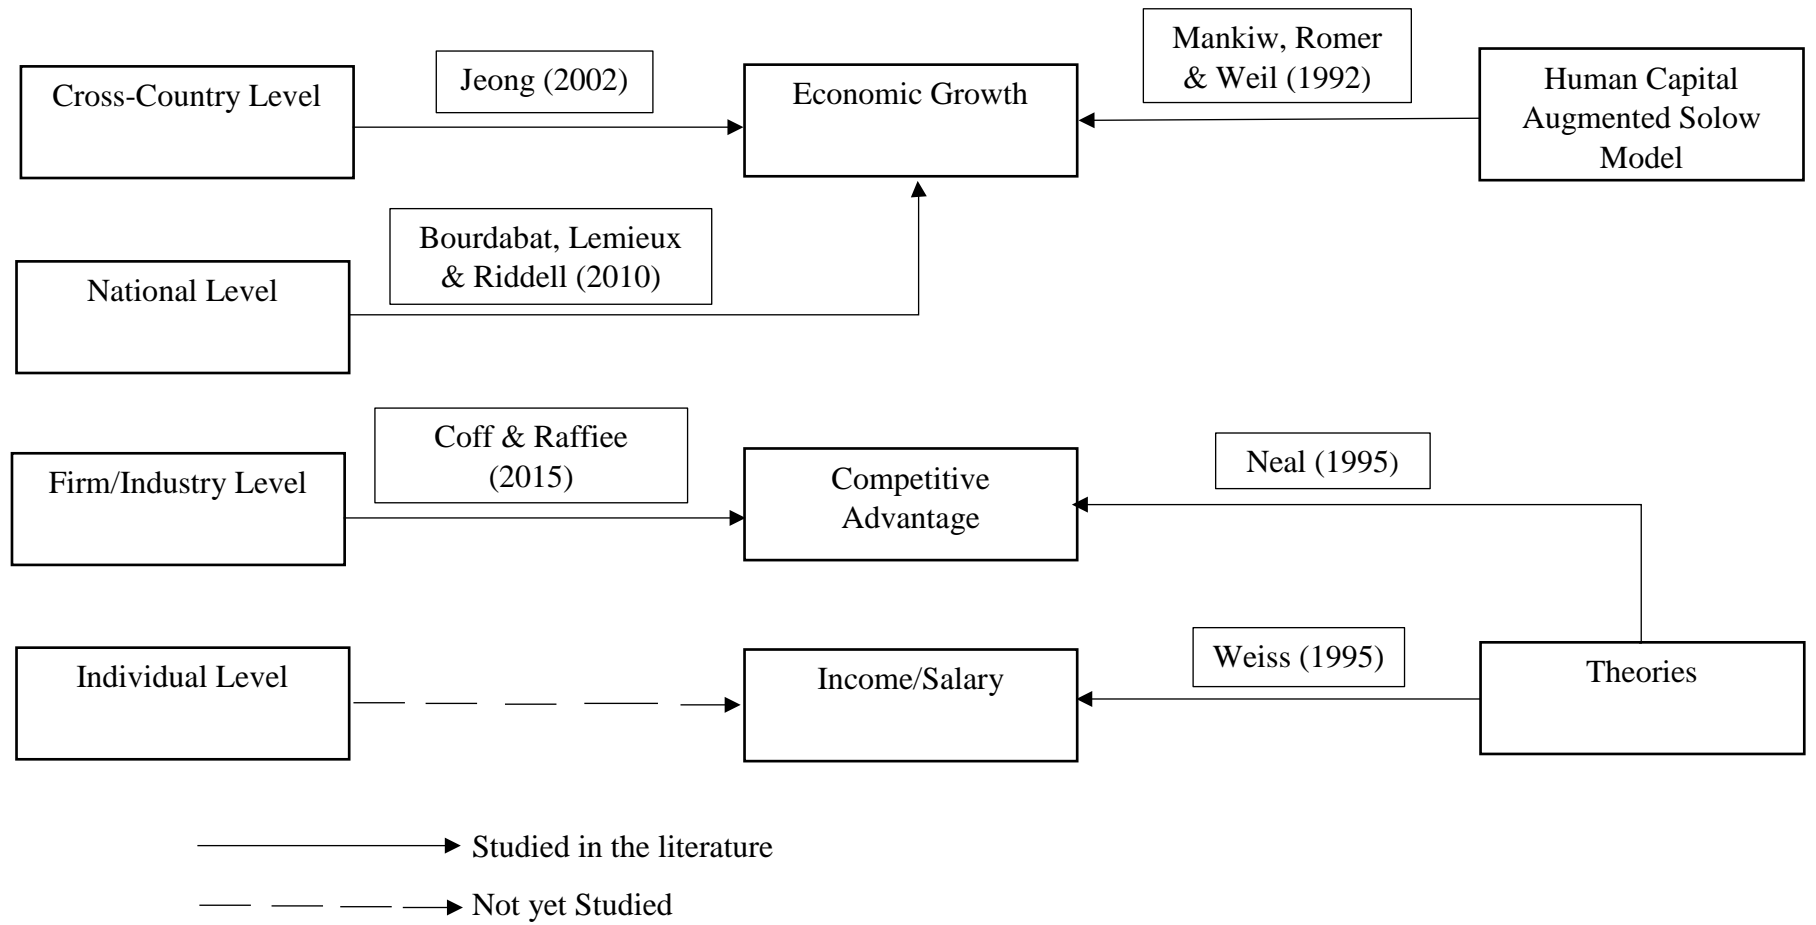 Cross-Country Level
Jeong (2002)
Economic Growth
Mankiw, Romer
& Weil (1992)
Human Capital
Augmented Solow
Model
National Level
Bourdabat, Lemieux
& Riddell (2010)
Firm/Industry Level
Coff & Raffiee
(2015)
Competitive
Advantage
Neal (1995)
Individual Level
Income/Salary
Weiss (1995)
Theories
Studied in the literature
Not yet Studied